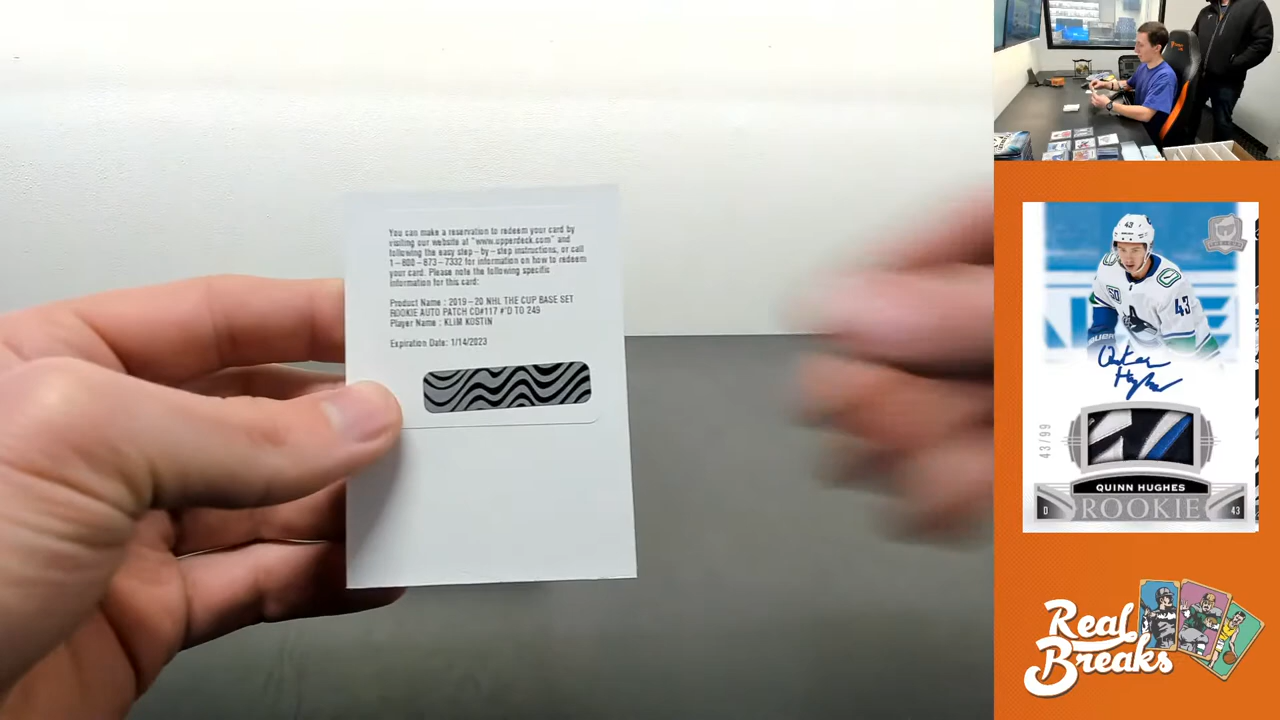 You can make a reservation to redeem your card by
visiting our website at "www.upperdeck.com" and
following the easy step-by-step instructions, or call
1-800-873-7332 for information on how to redeem
your card. Please note the following specific
information for this card:
Product Name : 2019-20 NHL THE CUP BASE SET
ROOKIE AUTO PATCH CD#117 #'D TO 249
Player Name : KLIM KOSTIN
Expiration Date: 1/14/2023
43
50
43
43/99
QUINN HUGHES
D ROOKIE 43
Real
Breaks